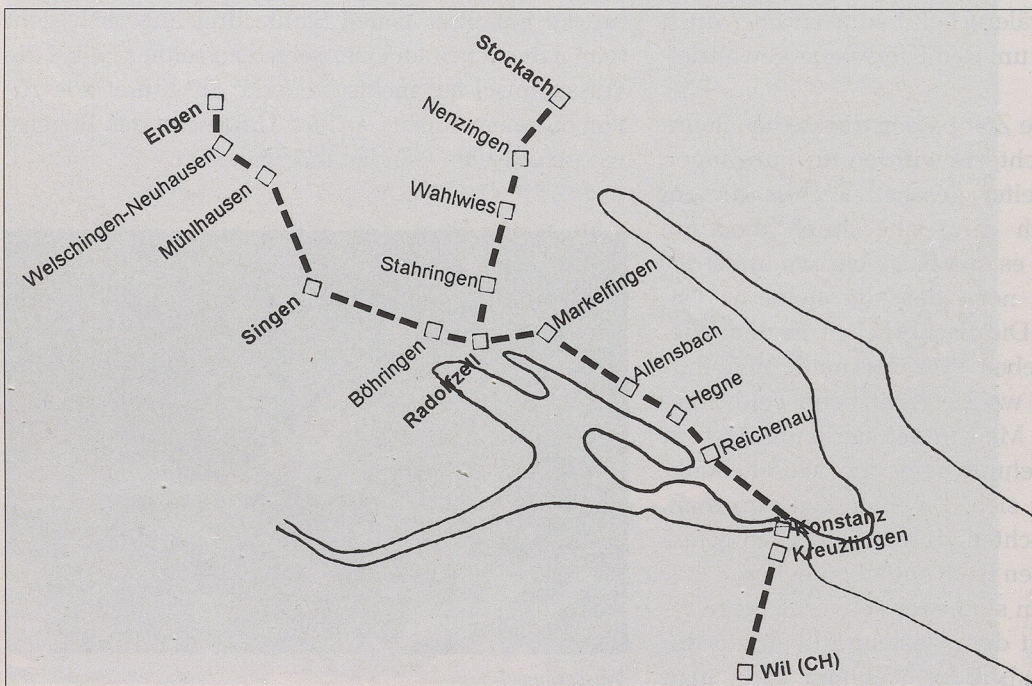 Stockach
Engen
Nenzingen
Welschingen-Neuhausen
Mühlhausen
Wahlwies
Stahringen
Singen
Markelfingen
Böhringen
Radolfzell
Allensbach
Hegne
Reichenau
Konstanz
Kreuzlingen
Wil (CH)